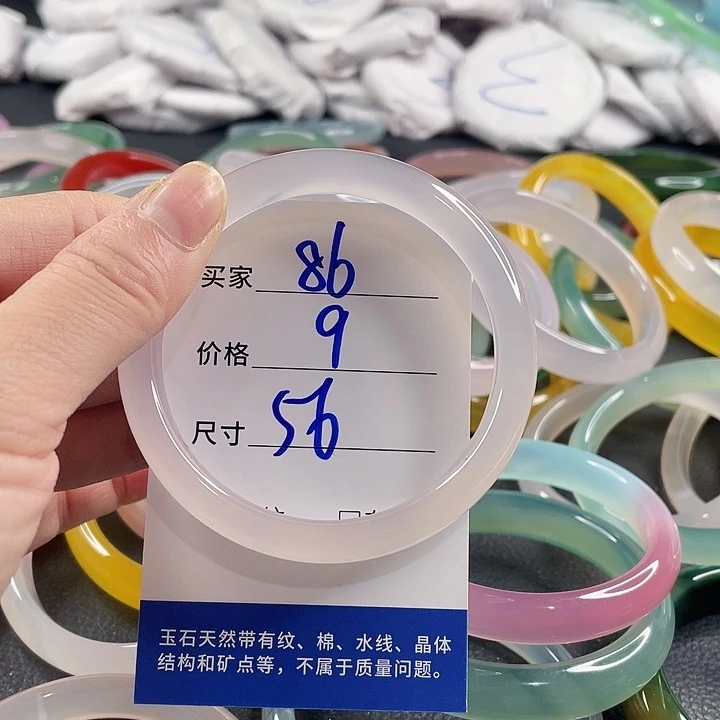 买家 86
价格 9
尺寸 56
玉石天然带有纹、棉、水线、晶体
结构和矿点等，不属于质量问题。